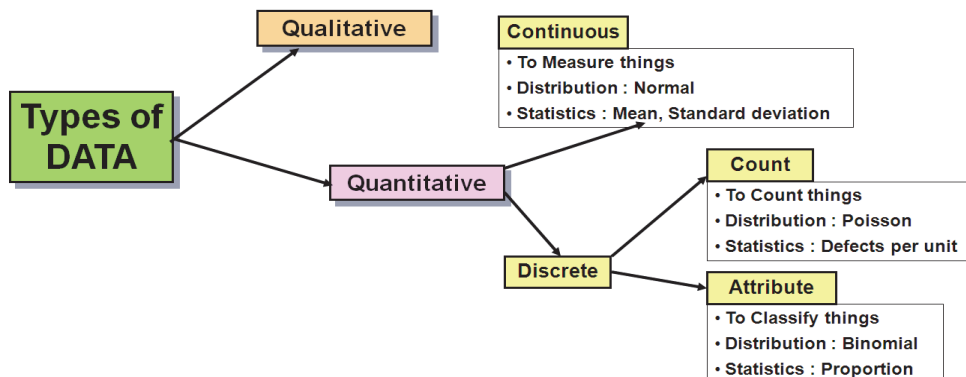 Types of
DATA
Qualitative
Quantitative
Continuous
• To Measure things
• Distribution : Normal
• Statistics : Mean, Standard deviation
Discrete
Count
• To Count things
• Distribution : Poisson
• Statistics : Defects per unit
Attribute
• To Classify things
• Distribution : Binomial
• Statistics : Proportion